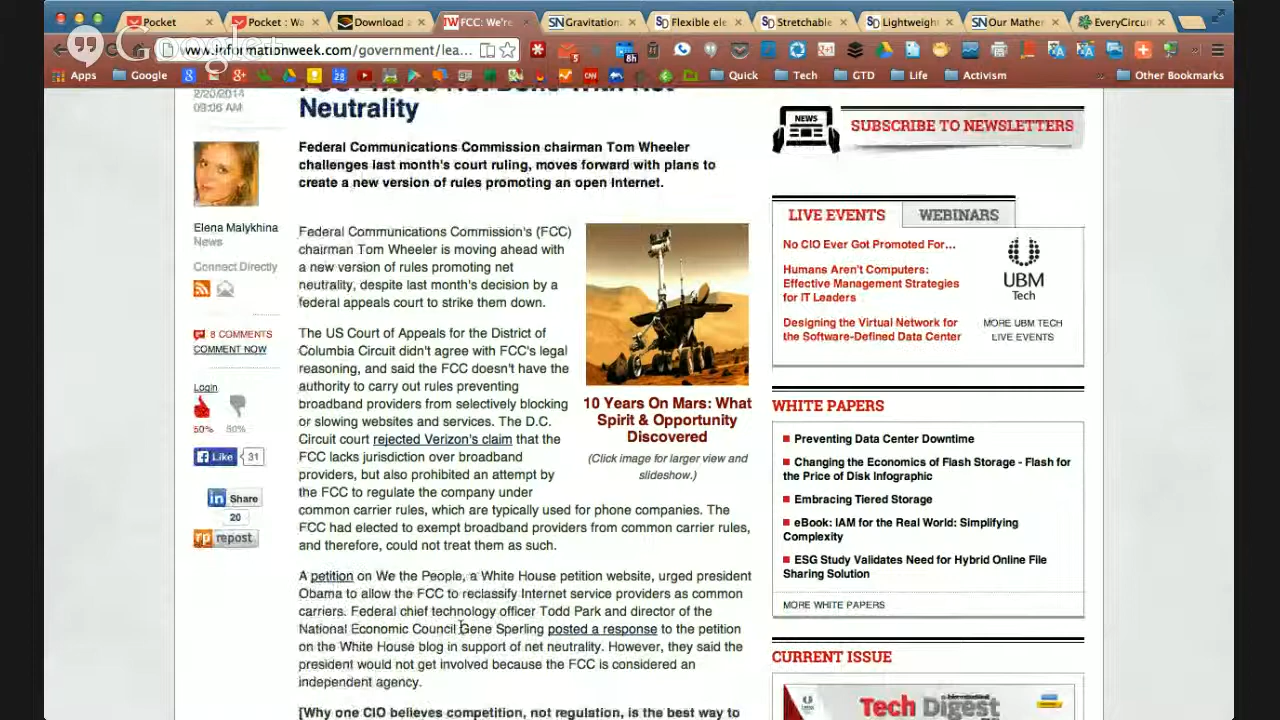 Pocket
Pocket : Wa
Download a
FCC: We're
Gravitation
Flexible ele
Stretchable
Lightweigh
Our Mather
EveryCircui
www.informationweek.com/government/lea...
8h
Apps
Google
28
CNN
Quick
Tech
GTD
Life
Activism
Other Bookmarks
2/20/2014
09:06 AM
Neutrality
Federal Communications Commission chairman Tom Wheeler
challenges last month's court ruling, moves forward with plans to
create a new version of rules promoting an open Internet.
Elena Malykhina
News
Connect Directly
8 COMMENTS
COMMENT NOW
Login
50%
50%
Like
31
Share
20
repost
Federal Communications Commission's (FCC)
chairman Tom Wheeler is moving ahead with
a new version of rules promoting net
neutrality, despite last month's decision by a
federal appeals court to strike them down.
The US Court of Appeals for the District of
Columbia Circuit didn't agree with FCC's legal
reasoning, and said the FCC doesn't have the
authority to carry out rules preventing
broadband providers from selectively blocking
or slowing websites and services. The D.C.
Circuit court rejected Verizon's claim that the
FCC lacks jurisdiction over broadband
providers, but also prohibited an attempt by
the FCC to regulate the company under
common carrier rules, which are typically used for phone companies. The
FCC had elected to exempt broadband providers from common carrier rules,
and therefore, could not treat them as such.
10 Years On Mars: What
Spirit & Opportunity
Discovered
(Click image for larger view and
slideshow.)
A petition on We the People, a White House petition website, urged president
Obama to allow the FCC to reclassify Internet service providers as common
carriers. Federal chief technology officer Todd Park and director of the
National Economic Council Gene Sperling posted a response to the petition
on the White House blog in support of net neutrality. However, they said the
president would not get involved because the FCC is considered an
independent agency.
[Why one CIO believes competition, not regulation, is the best way to
NEWS
SUBSCRIBE TO NEWSLETTERS
LIVE EVENTS
WEBINARS
No CIO Ever Got Promoted For...
Humans Aren't Computers:
Effective Management Strategies
for IT Leaders
Designing the Virtual Network for
the Software-Defined Data Center
UBM
Tech
MORE UBM TECH
LIVE EVENTS
WHITE PAPERS
Preventing Data Center Downtime
Changing the Economics of Flash Storage - Flash for
the Price of Disk Infographic
Embracing Tiered Storage
eBook: IAM for the Real World: Simplifying
Complexity
ESG Study Validates Need for Hybrid Online File
Sharing Solution
MORE WHITE PAPERS
CURRENT ISSUE
Tech Digest